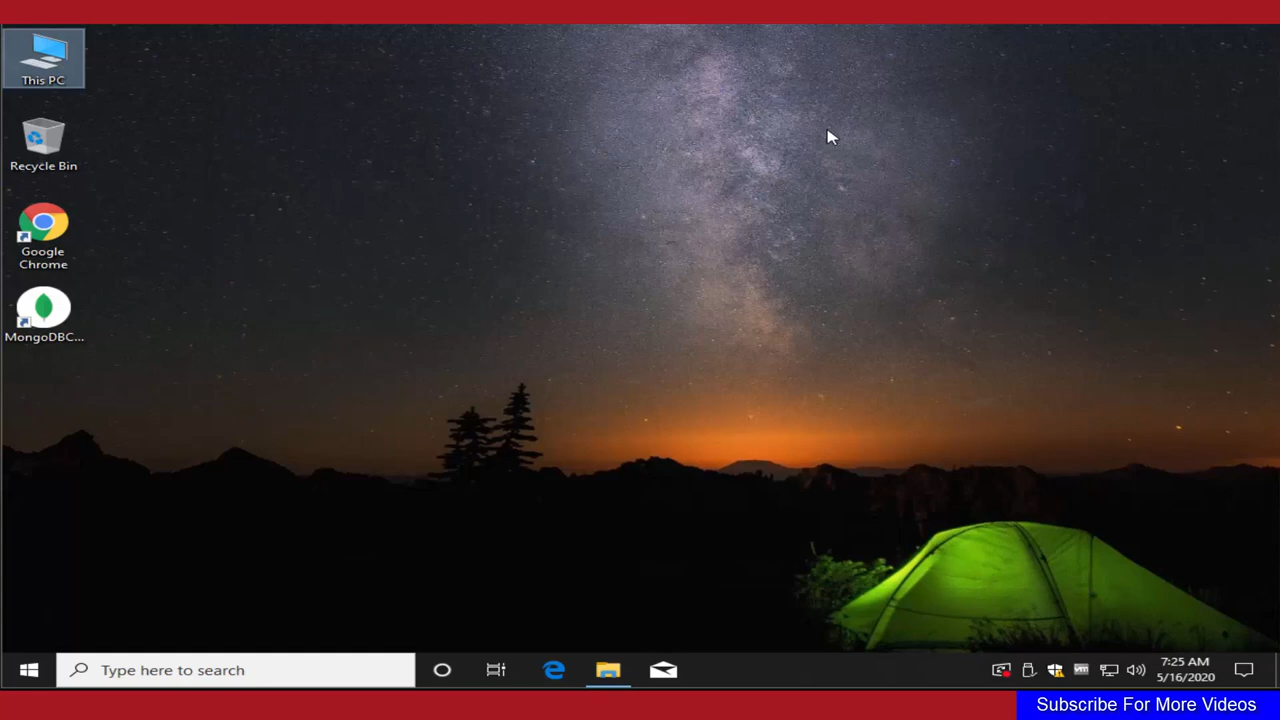 This PC
Recycle Bin
Google
Chrome
MongoDBC...
Type here to search
vm
7:25 AM
5/16/2020
Subscribe For More Videos